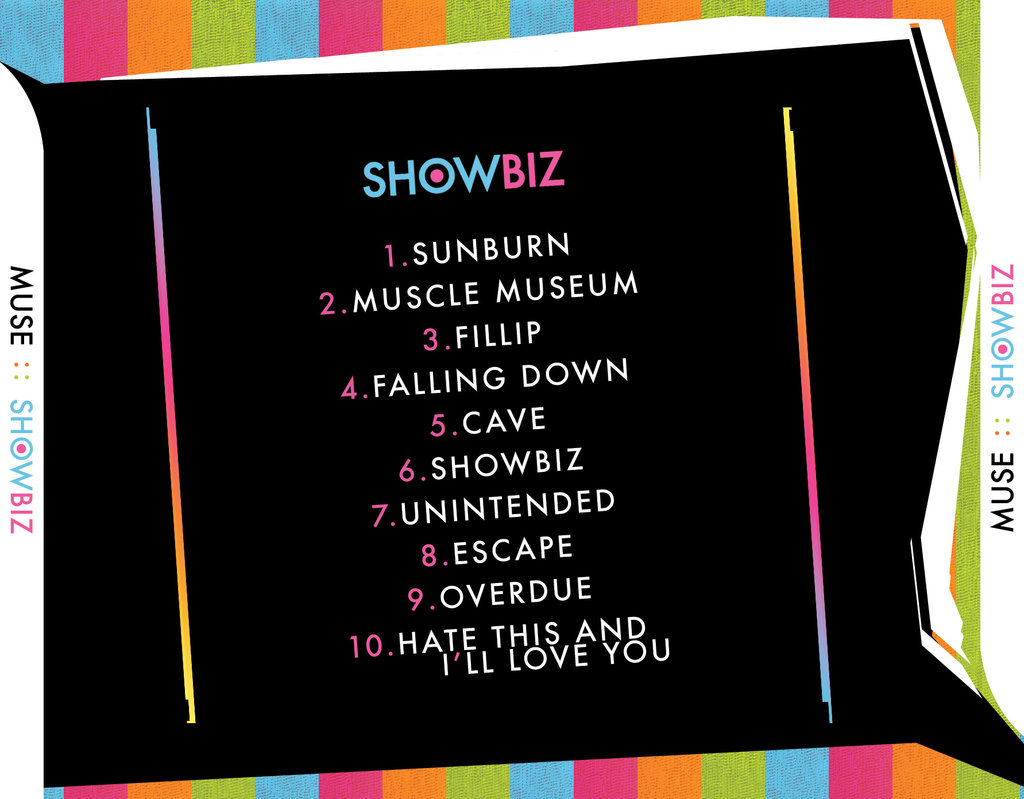 SHOWBIZ
1.SUNBURN
2.MUSCLE MUSEUM
3.FILLIP
4.FALLING DOWN
5.CAVE
6.SHOWBIZ
7.UNINTENDED
8.ESCAPE
9.OVERDUE
10.HATE THIS AND
I'LL LOVE YOU
MUSE :: SHOWBIZ
MUSE :: SHOWBIZ